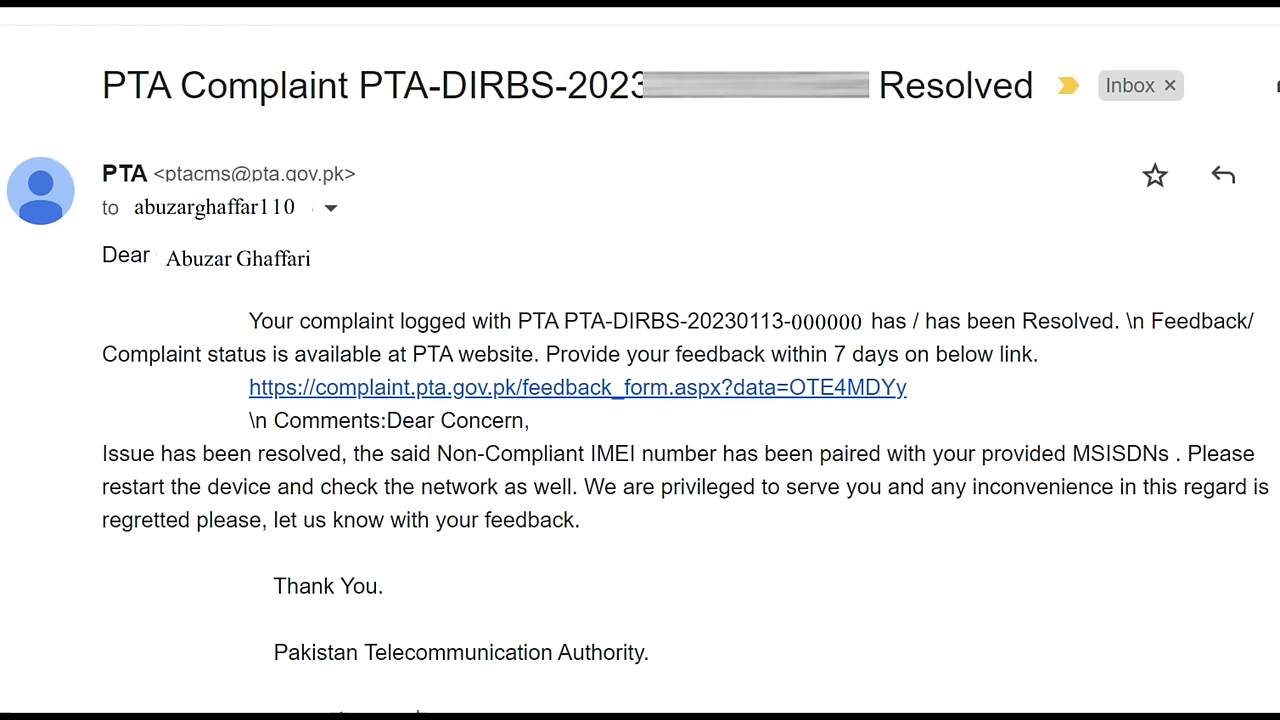 PTA Complaint PTA-DIRBS-2023 Resolved Inbox ×
PTA <ptacms@pta.gov.pk>
to abuzarghaffar110
Dear Abuzar Ghaffari
Your complaint logged with PTA PTA-DIRBS-20230113-000000 has / has been Resolved. \n Feedback/
Complaint status is available at PTA website. Provide your feedback within 7 days on below link.
https://complaint.pta.gov.pk/feedback_form.aspx?data=OTE4MDYy
\n Comments:Dear Concern,
Issue has been resolved, the said Non-Compliant IMEI number has been paired with your provided MSISDNs . Please
restart the device and check the network as well. We are privileged to serve you and any inconvenience in this regard is
regretted please, let us know with your feedback.
Thank You.
Pakistan Telecommunication Authority.